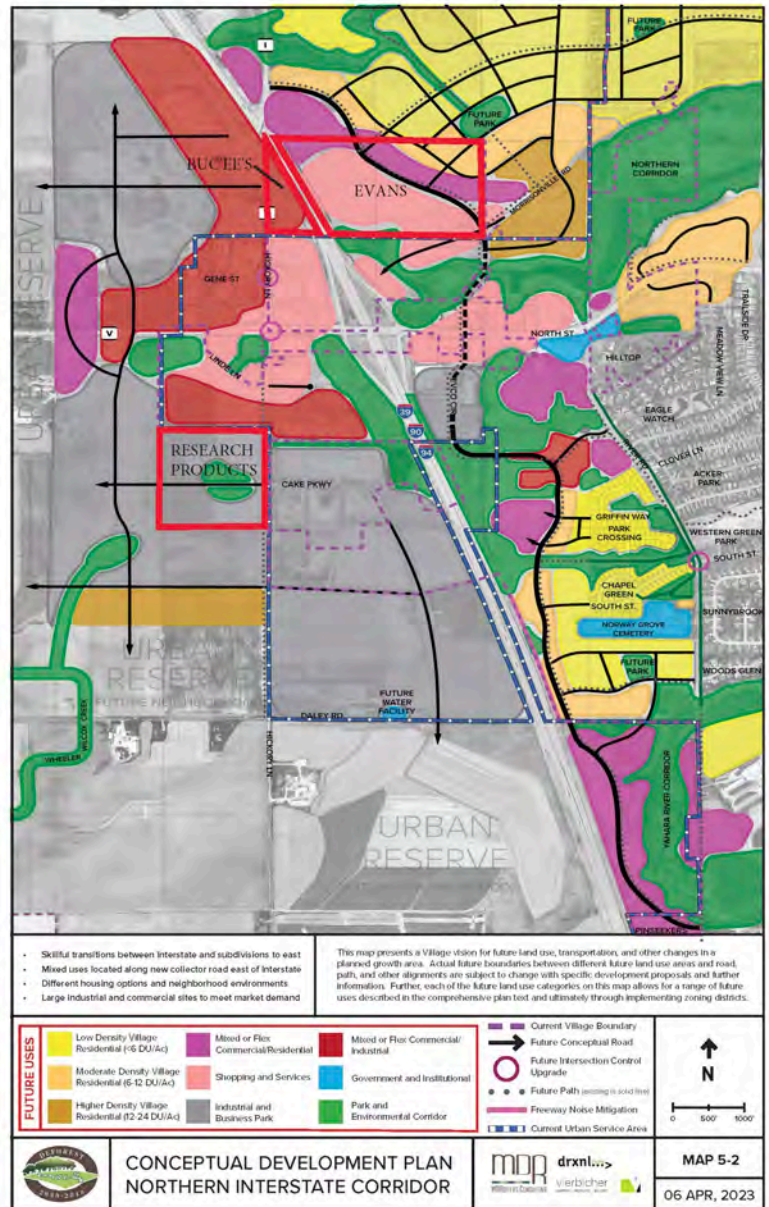 FUTURE
PARK
I
FUTURE
PARK
BUC'EE'S
EVANS
NORTHERN
CORRIDOR
MORRISONVILLE RD
URBAN RESERVE
GENE ST
HICKORY LN
V
LINDE LN
NORTH ST
HILLTOP
TRAILSIDE DR
MEADOW VIEW LN
EAGLE
WATCH
CLOVER LN
ACKER
PARK
39
90
94
RESEARCH
PRODUCTS
CAKE PKWY
GRIFFIN WAY
PARK
CROSSING
WESTERN GREEN
PARK
SOUTH ST.
CHAPEL
GREEN
SOUTH ST.
SUNNYBROOK
NORWAY GROVE
CEMETERY
URBAN
RESERVE
FUTURE
PARK
WOODS GLEN
FUTURE
WATER
FACILITY
DALEY RD
WHEELER
WILCOX CREEK
URBAN
RESERVE
YAHARA RIVER CORRIDOR
PINSEEKERS
• Skillful transitions between Interstate and subdivisions to east
• Mixed uses located along new collector road east of Interstate
• Different housing options and neighborhood environments
• Large industrial and commercial sites to meet market demand
This map presents a Village vision for future land use, transportation, and other changes in a
planned growth area. Actual future boundaries between different future land use areas and road,
path, and other alignments are subject to change with specific development proposals and further
information. Further, each of the future land use categories on this map allows for a range of future
uses described in the comprehensive plan text and ultimately through implementing zoning districts.
FUTURE USES
Low Density Village
Residential (<6 DU/Ac)
Moderate Density Village
Residential (6-12 DU/Ac)
Higher Density Village
Residential (12-24 DU/Ac)
Mixed or Flex
Commercial/Residential
Shopping and Services
Industrial and
Business Park
Mixed or Flex Commercial/
Industrial
Government and Institutional
Park and
Environmental Corridor
Current Village Boundary
Future Conceptual Road
Future Intersection Control
Upgrade
Future Path (existing is solid line)
Freeway Noise Mitigation
Current Urban Service Area
N
0 500' 1000'
DEFOREST
CONCEPTUAL DEVELOPMENT PLAN
NORTHERN INTERSTATE CORRIDOR
MDR
drxnl...>
vierbicher
MAP 5-2
06 APR, 2023